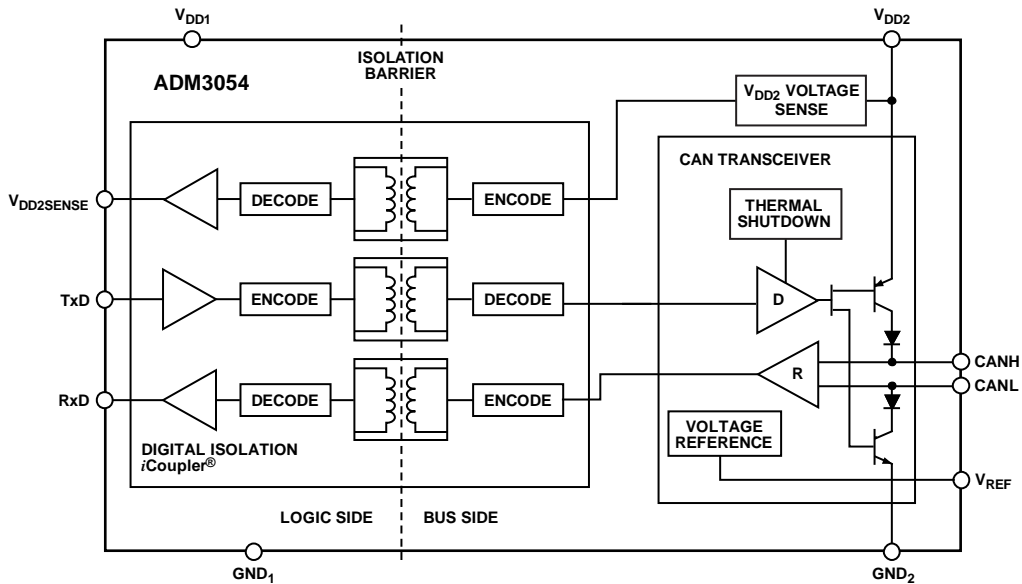 VDD1
VDD2
ADM3054
ISOLATION
BARRIER
VDD2 VOLTAGE
SENSE
CAN TRANSCEIVER
VDD2SENSE
DECODE
ENCODE
THERMAL
SHUTDOWN
TxD
ENCODE
DECODE
D
RxD
DECODE
ENCODE
R
CANH
CANL
DIGITAL ISOLATION
iCoupler®
VOLTAGE
REFERENCE
VREF
LOGIC SIDE
BUS SIDE
GND1
GND2